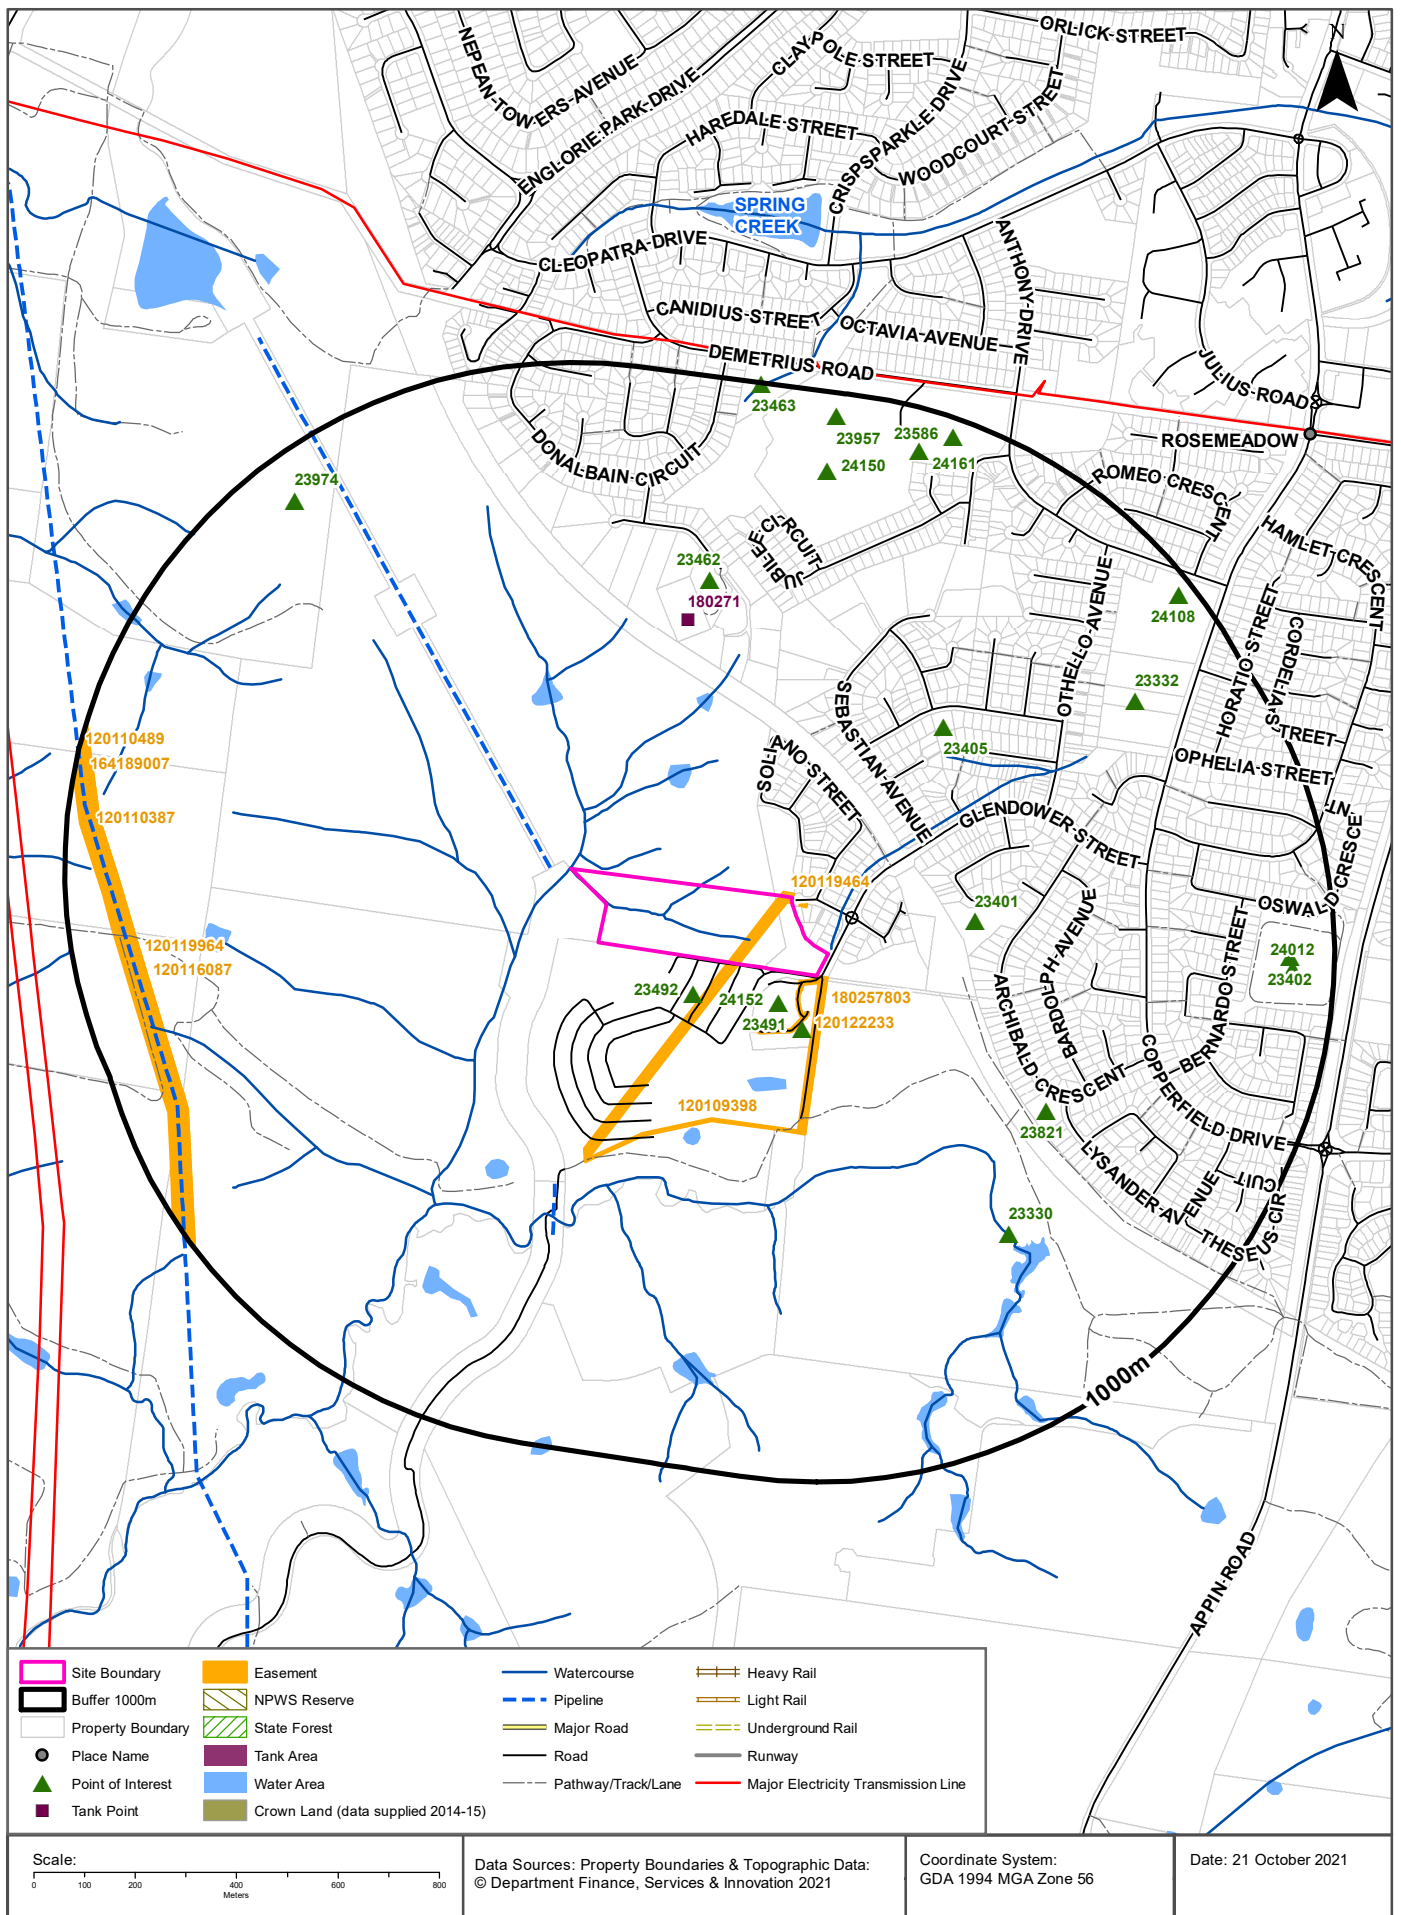 ORLICK STREET
N
NEPEAN TOWERS AVENUE
CLAYPOLE STREET
ENGLORIE PARK DRIVE
HAREDALE STREET
CRISPSPARKLE DRIVE
WOODCOURT STREET
SPRING
CREEK
CLEOPATRA DRIVE
ANTHONY DRIVE
CANIDIUS STREET
OCTAVIA AVENUE
DEMETRIUS ROAD
JULIUS ROAD
23463
23957
23586
24161
24150
ROSEMEADOW
DONALBAIN CIRCUIT
ROMEO CRESCENT
23974
HAMLET CRESCENT
JUBILEE CIRCUIT
23462
180271
OTHELLO AVENUE
24108
HORATIO STREET
CORDELIA STREET
23332
SEBASTIAN AVENUE
23405
120110489
164189007
SOLIANO STREET
OPHELIA STREET
120110387
GLENDOWER STREET
120119464
OSWALD CRESCENT
23401
BARDOLPH AVENUE
BERNARDO STREET
120119964
120116087
24012
23402
23492
24152
180257803
23491
120122233
ARCHIBALD CRESCENT
COPPERFIELD DRIVE
120109398
23821
LYSANDER AVENUE
THESEUS CIRCUIT
23330
1000m
APPIN ROAD
Site Boundary
Buffer 1000m
Property Boundary
Place Name
Point of Interest
Tank Point
Easement
NPWS Reserve
State Forest
Tank Area
Water Area
Crown Land (data supplied 2014-15)
Watercourse
Pipeline
Major Road
Road
Pathway/Track/Lane
Heavy Rail
Light Rail
Underground Rail
Runway
Major Electricity Transmission Line
Scale:
0 100 200 400 600 800
Meters
Data Sources: Property Boundaries & Topographic Data:
© Department Finance, Services & Innovation 2021
Coordinate System:
GDA 1994 MGA Zone 56
Date: 21 October 2021